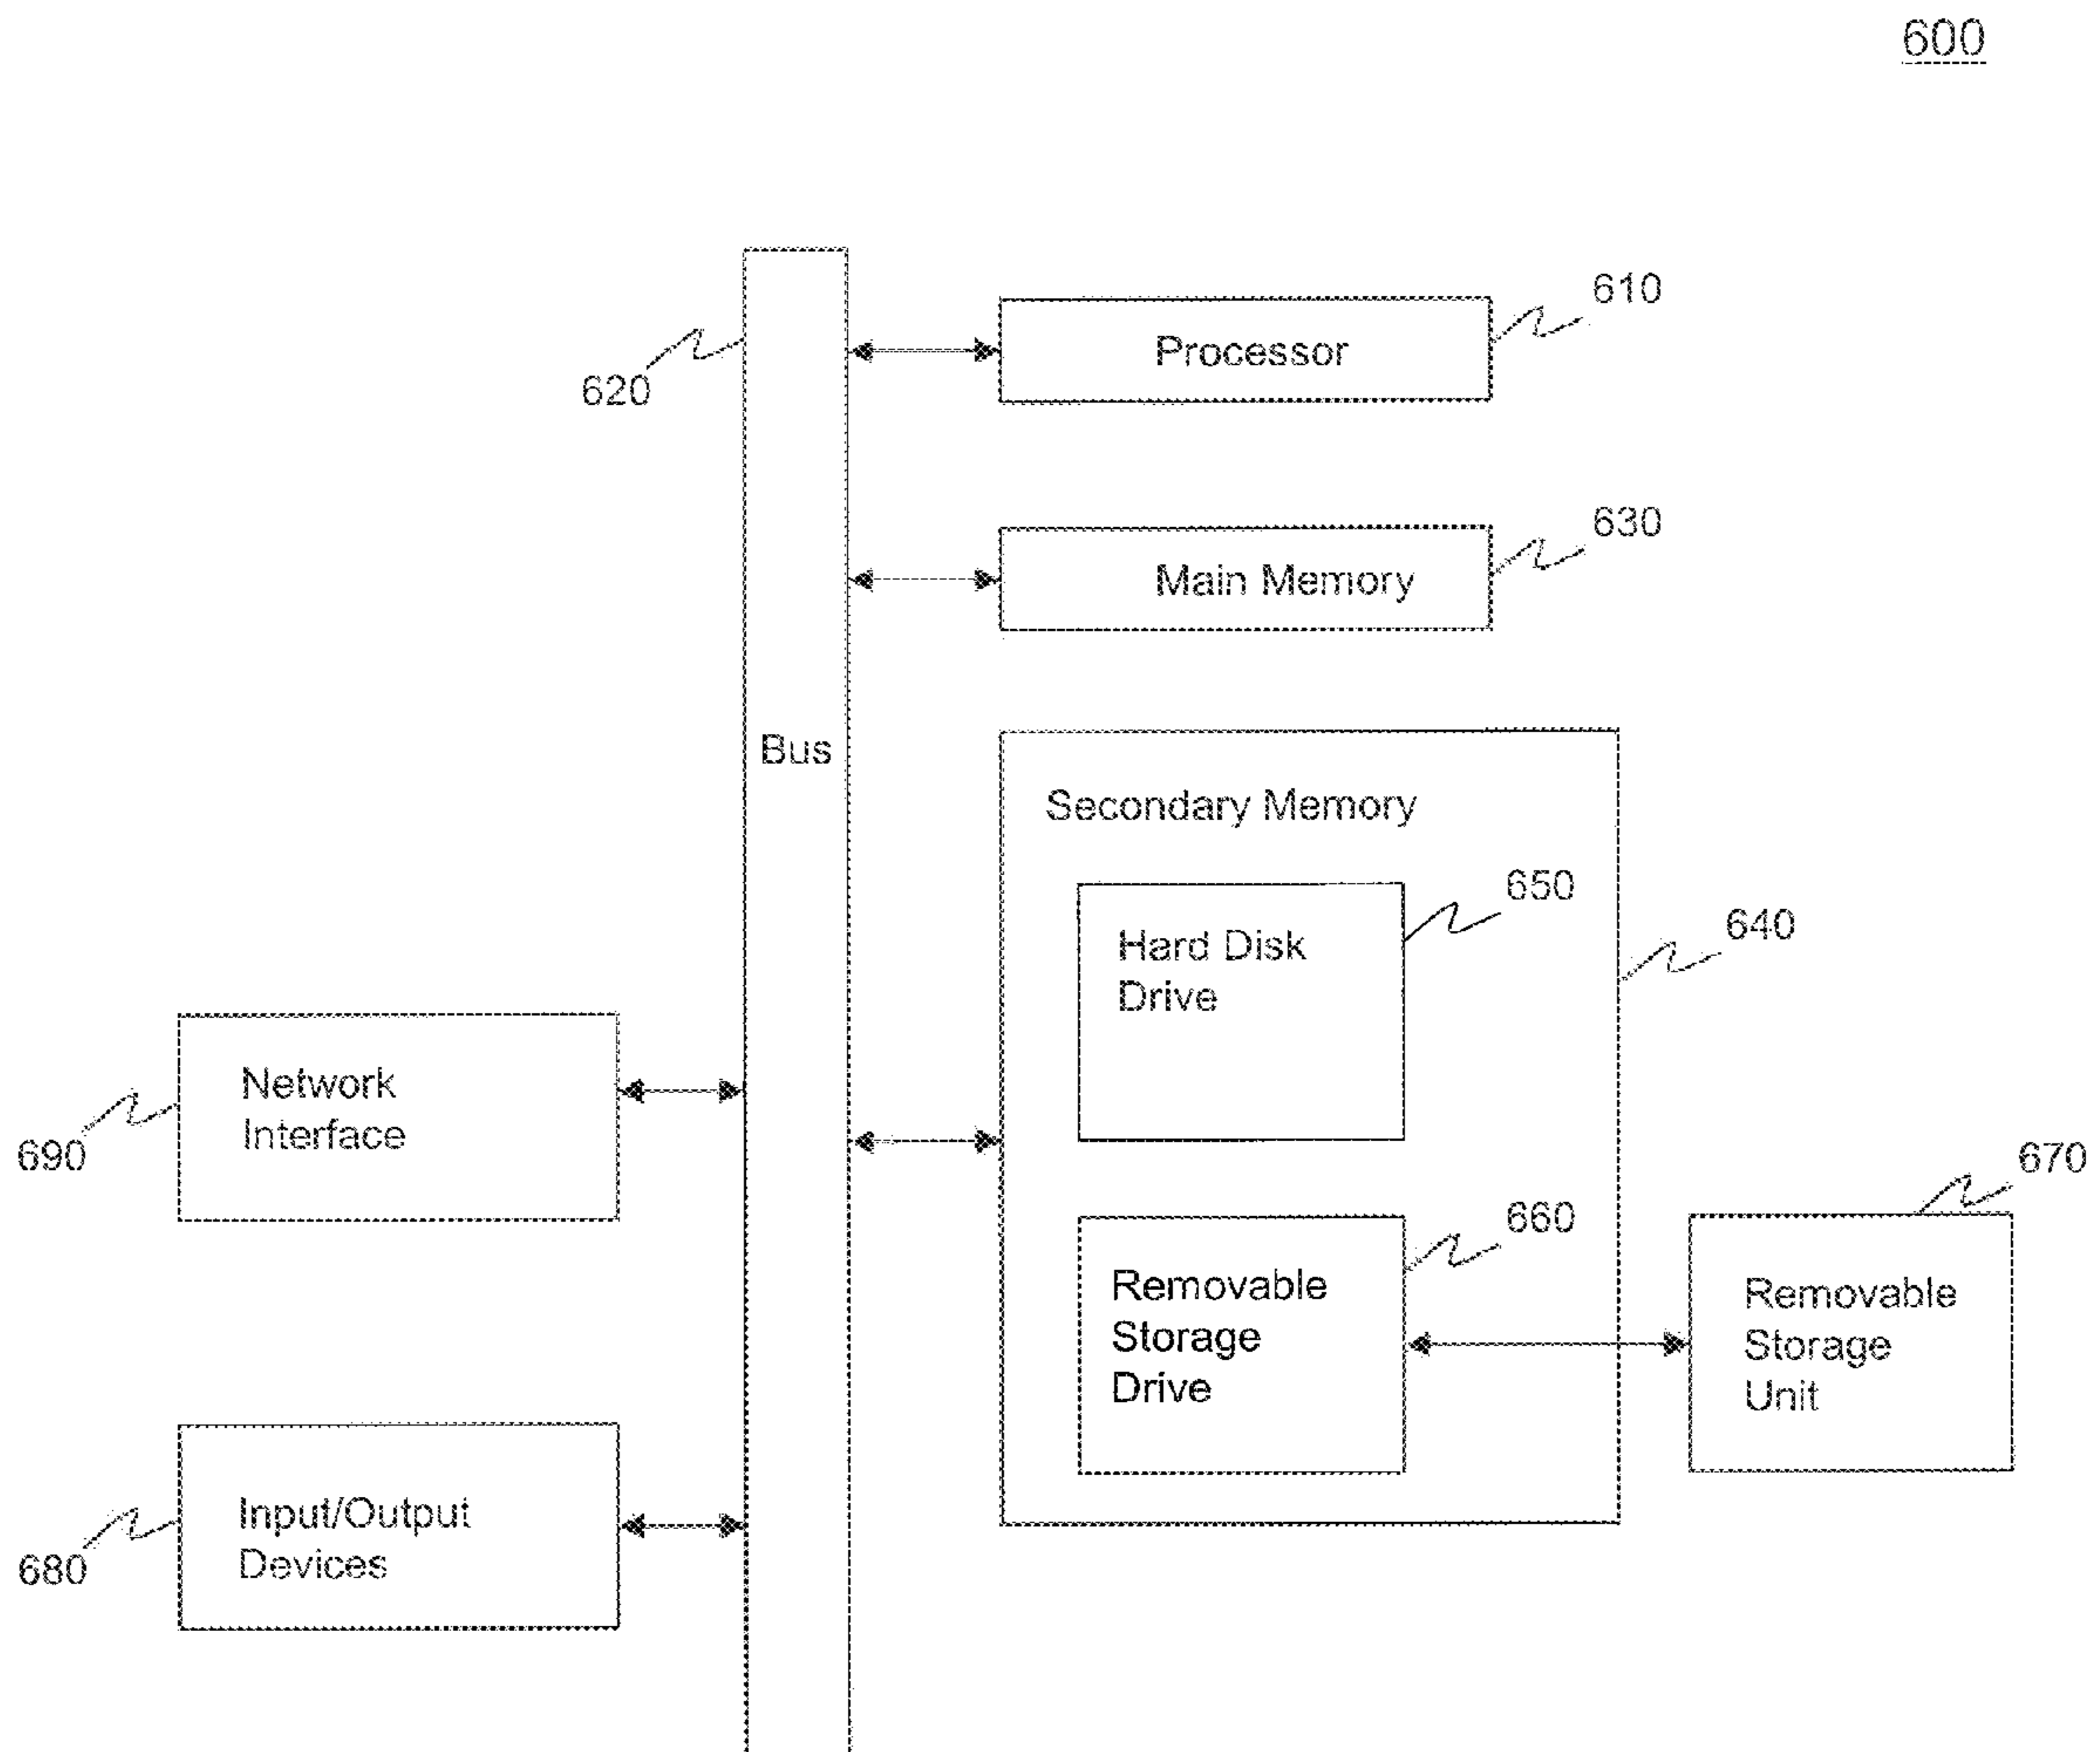 600
610
Processor
620
630
Main Memory
Bus
Secondary Memory
650
Hard Disk
Drive
640
Network
Interface
690
670
660
Removable
Storage
Drive
Removable
Storage
Unit
Input/Output
Devices
680